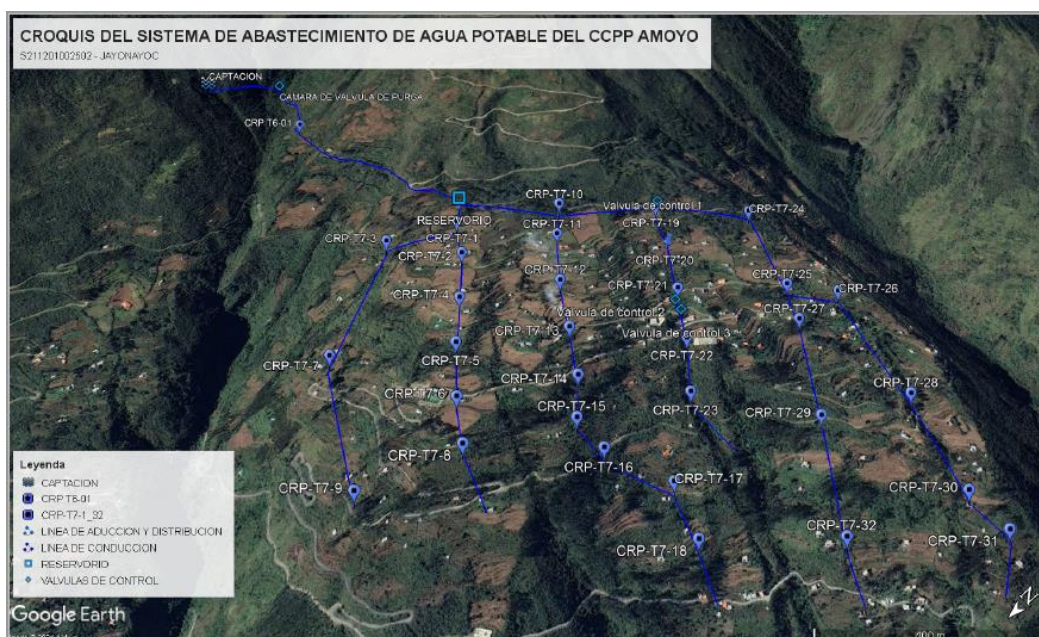 CROQUIS DEL SISTEMA DE ABASTECIMIENTO DE AGUA POTABLE DEL CCPP AMOYO
S211201002502 - JAYONAYOC
CAPTACION
CAMARA DE VALVULA DE PURGA
CRP T6-01
CRP-T7-10
Valvula de control 1
CRP-T7-24
RESERVORIO
CRP-T7-11
CRP-T7-19
CRP-T7-3
CRP-T7-1
CRP-T7-2
CRP-T7-20
CRP-T7-12
CRP-T7-25
CRP-T7-21
CRP-T7-26
CRP-T7-4
Valvula de control 2
CRP-T7-27
CRP-T7-13
Valvula de control 3
CRP-T7-5
CRP-T7-22
CRP-T7-7
CRP-T7-14
CRP-T7-28
CRP-T7-6
CRP-T7-15
CRP-T7-23
CRP-T7-29
CRP-T7-8
CRP-T7-16
CRP-T7-17
CRP-T7-9
CRP-T7-30
CRP-T7-32
CRP-T7-31
CRP-T7-18
Leyenda
CAPTACION
CRP T6-01
CRP-T7-1_32
LINEA DE ADUCCION Y DISTRIBUCION
LINEA DE CONDUCCION
RESERVORIO
VALVULAS DE CONTROL
Google Earth
N